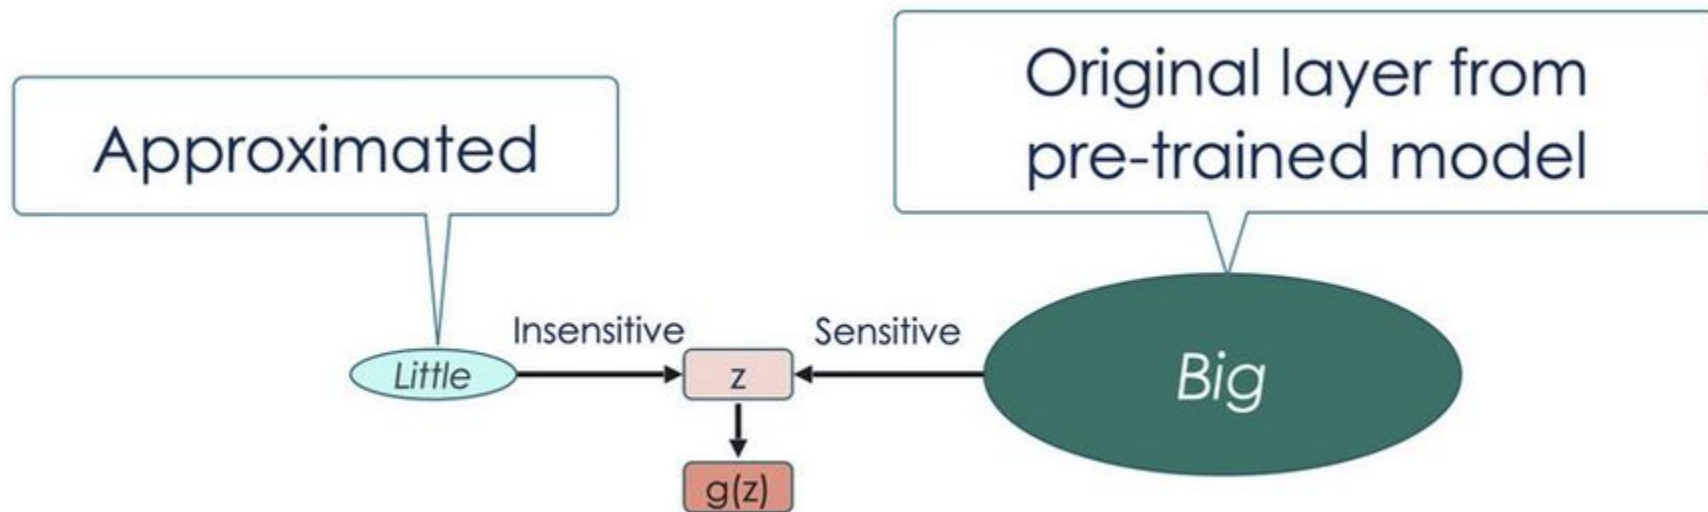 Approximated
Original layer from
pre-trained model
Insensitive
Sensitive
Little
z
Big
g(z)